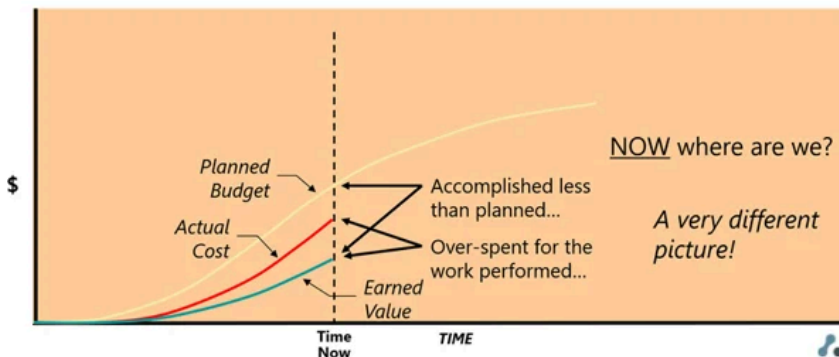 NOW where are we?
Planned
Budget
$
Accomplished less
than planned...
A very different
picture!
Actual
Cost
Over-spent for the
work performed...
Earned
Value
Time
Now
TIME